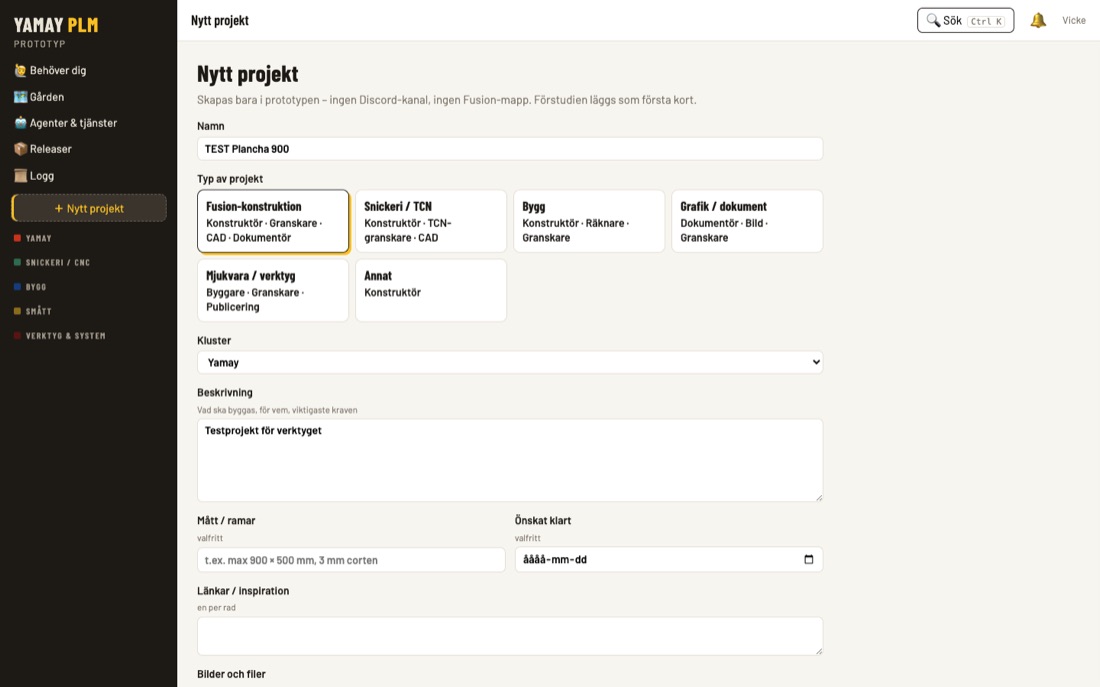 YAMAY PLM
PROTOTYP
Behöver dig
Gården
Agenter & tjänster
Releaser
Logg
+ Nytt projekt
YAMAY
SNICKERI / CNC
BYGG
SMÅTT
VERKTYG & SYSTEM
Nytt projekt
Sök Ctrl K
Vicke
Nytt projekt
Skapas bara i prototypen – ingen Discord-kanal, ingen Fusion-mapp. Förstudien läggs som första kort.
Namn
TEST Plancha 900
Typ av projekt
Fusion-konstruktion
Konstruktör · Granskare ·
CAD · Dokumentör
Snickeri / TCN
Konstruktör · TCN-
granskare · CAD
Bygg
Konstruktör · Räknare ·
Granskare
Grafik / dokument
Dokumentör · Bild ·
Granskare
Mjukvara / verktyg
Byggare · Granskare ·
Publicering
Annat
Konstruktör
Kluster
Yamay
Beskrivning
Vad ska byggas, för vem, viktigaste kraven
Testprojekt för verktyget
Mått / ramar
valfritt
t.ex. max 900 × 500 mm, 3 mm corten
Önskat klart
valfritt
åååå-mm-dd
Länkar / inspiration
en per rad
Bilder och filer